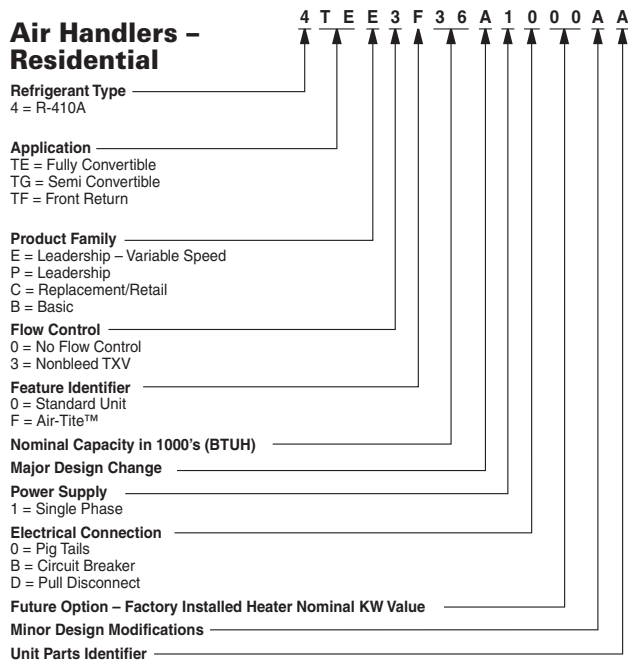 4 T E E 3 F 3 6 A 1 0 0 0 A A
Air Handlers –
Residential
Refrigerant Type
4 = R-410A
Application
TE = Fully Convertible
TG = Semi Convertible
TF = Front Return
Product Family
E = Leadership – Variable Speed
P = Leadership
C = Replacement/Retail
B = Basic
Flow Control
0 = No Flow Control
3 = Nonbleed TXV
Feature Identifier
0 = Standard Unit
F = Air-Tite™
Nominal Capacity in 1000's (BTUH)
Major Design Change
Power Supply
1 = Single Phase
Electrical Connection
0 = Pig Tails
B = Circuit Breaker
D = Pull Disconnect
Future Option – Factory Installed Heater Nominal KW Value
Minor Design Modifications
Unit Parts Identifier